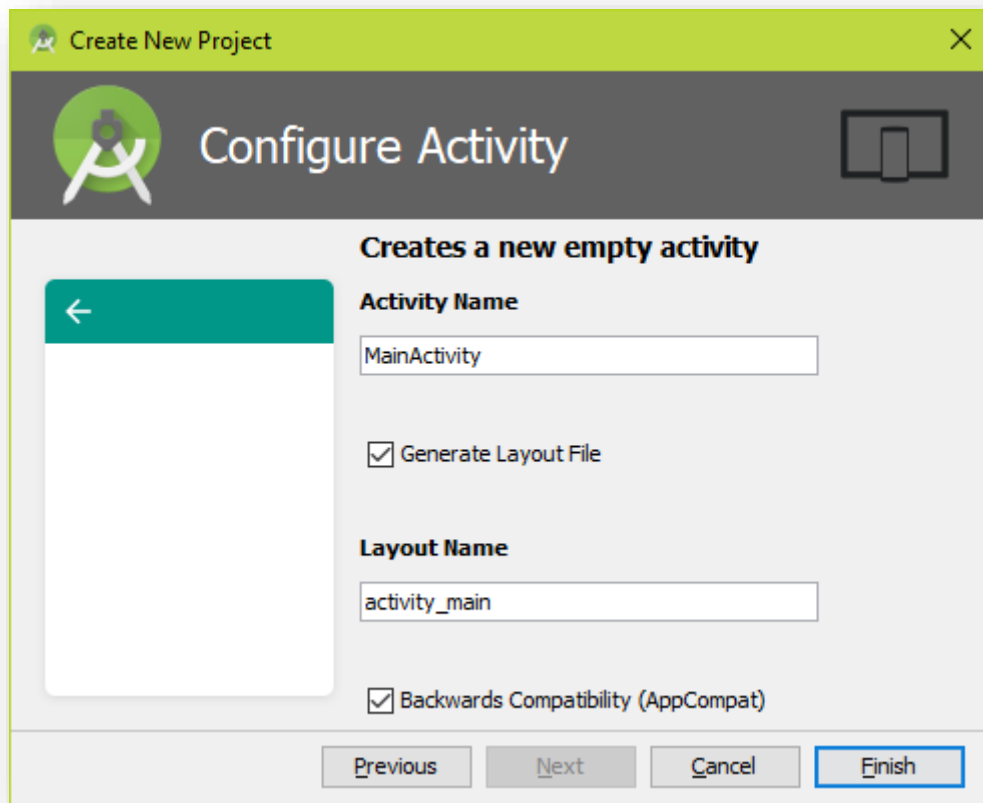 Create New Project
Configure Activity
Creates a new empty activity
Activity Name
MainActivity
Generate Layout File
Layout Name
activity_main
Backwards Compatibility (AppCompat)
Previous Next Cancel Finish